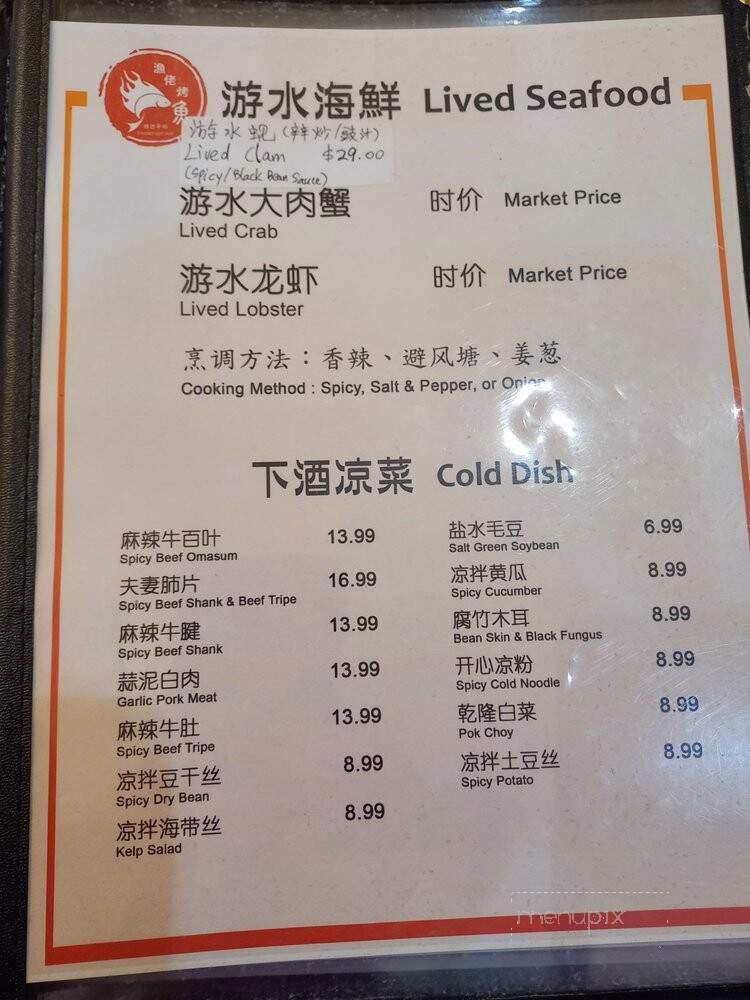 渔佬烤魚
游水海鮮 Lived Seafood
游水蚬 (辣炒/豉汁)
Lived Clam $29.00
(Spicy/Black Bean Sauce)
游水大肉蟹 时价 Market Price
Lived Crab
游水龙虾 时价 Market Price
Lived Lobster
烹调方法：香辣、避风塘、姜葱
Cooking Method : Spicy, Salt & Pepper, or Onion
下酒凉菜 Cold Dish
麻辣牛百叶 13.99
Spicy Beef Omasum
夫妻肺片 16.99
Spicy Beef Shank & Beef Tripe
麻辣牛腱 13.99
Spicy Beef Shank
蒜泥白肉 13.99
Garlic Pork Meat
麻辣牛肚 13.99
Spicy Beef Tripe
凉拌豆干丝 8.99
Spicy Dry Bean
凉拌海带丝 8.99
Kelp Salad
盐水毛豆 6.99
Salt Green Soybean
凉拌黄瓜 8.99
Spicy Cucumber
腐竹木耳 8.99
Bean Skin & Black Fungus
开心凉粉 8.99
Spicy Cold Noodle
乾隆白菜 8.99
Pok Choy
凉拌土豆丝 8.99
Spicy Potato
menupix